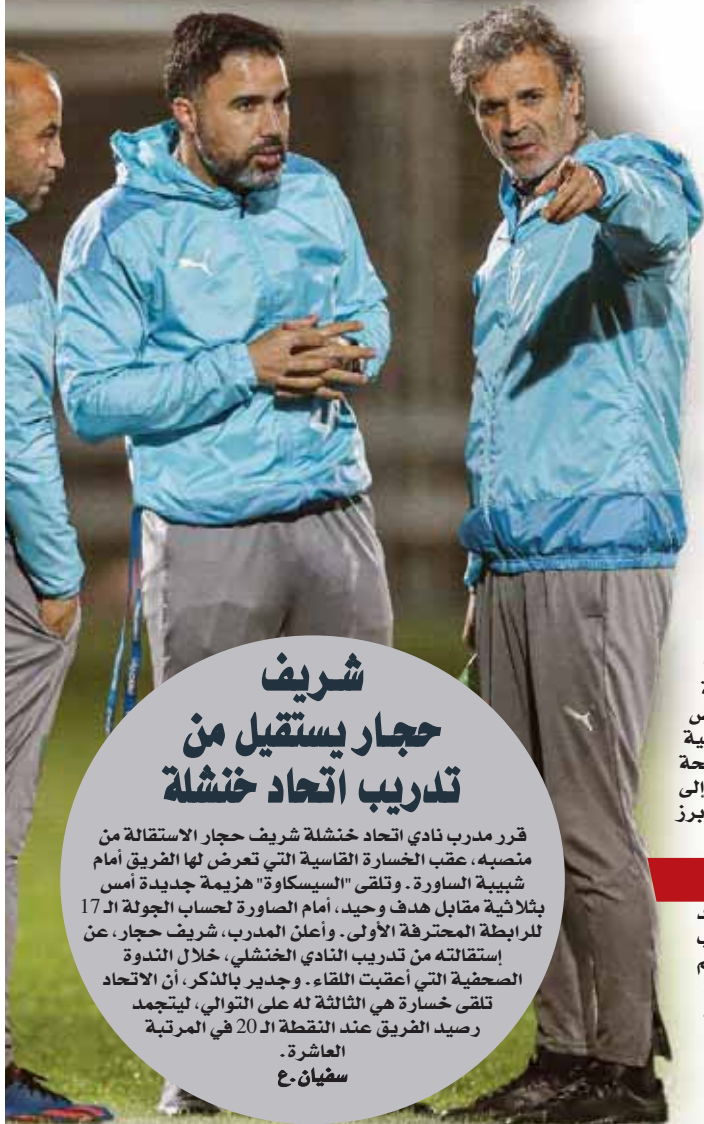 شريف
حجار يستقيل من
تدريب اتحاد خنشلة
قرر مدرب نادي اتحاد خنشلة شريف حجار الاستقالة من
منصبه، عقب الخسارة القاسية التي تعرض لها الفريق أمام
شبيبة الساورة. وتلقى "السيسكاوة" هزيمة جديدة أمس
بثلاثية مقابل هدف وحيد، أمام الصاورة لحساب الجولة الـ 17
للرابطة المحترفة الأولى. وأعلن المدرب، شريف حجار، عن
إستقالته من تدريب النادي الخنشلي، خلال الندوة
الصحفية التي أعقبت اللقاء. وجدير بالذكر، أن الاتحاد
تلقى خسارة هي الثالثة له على التوالي، ليتجمد
رصيد الفريق عند النقطة الـ 20 في المرتبة
العاشرة.
سفيان.ع